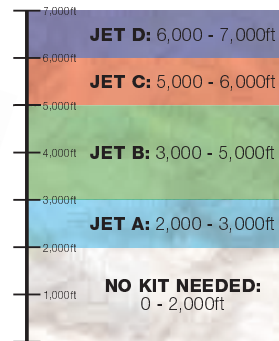 7,000ft
JET D: 6,000 - 7,000ft
6,000ft
JET C: 5,000 - 6,000ft
5,000ft
4,000ft JET B: 3,000 - 5,000ft
3,000ft
JET A: 2,000 - 3,000ft
2,000ft
NO KIT NEEDED:
1,000ft
0 - 2,000ft